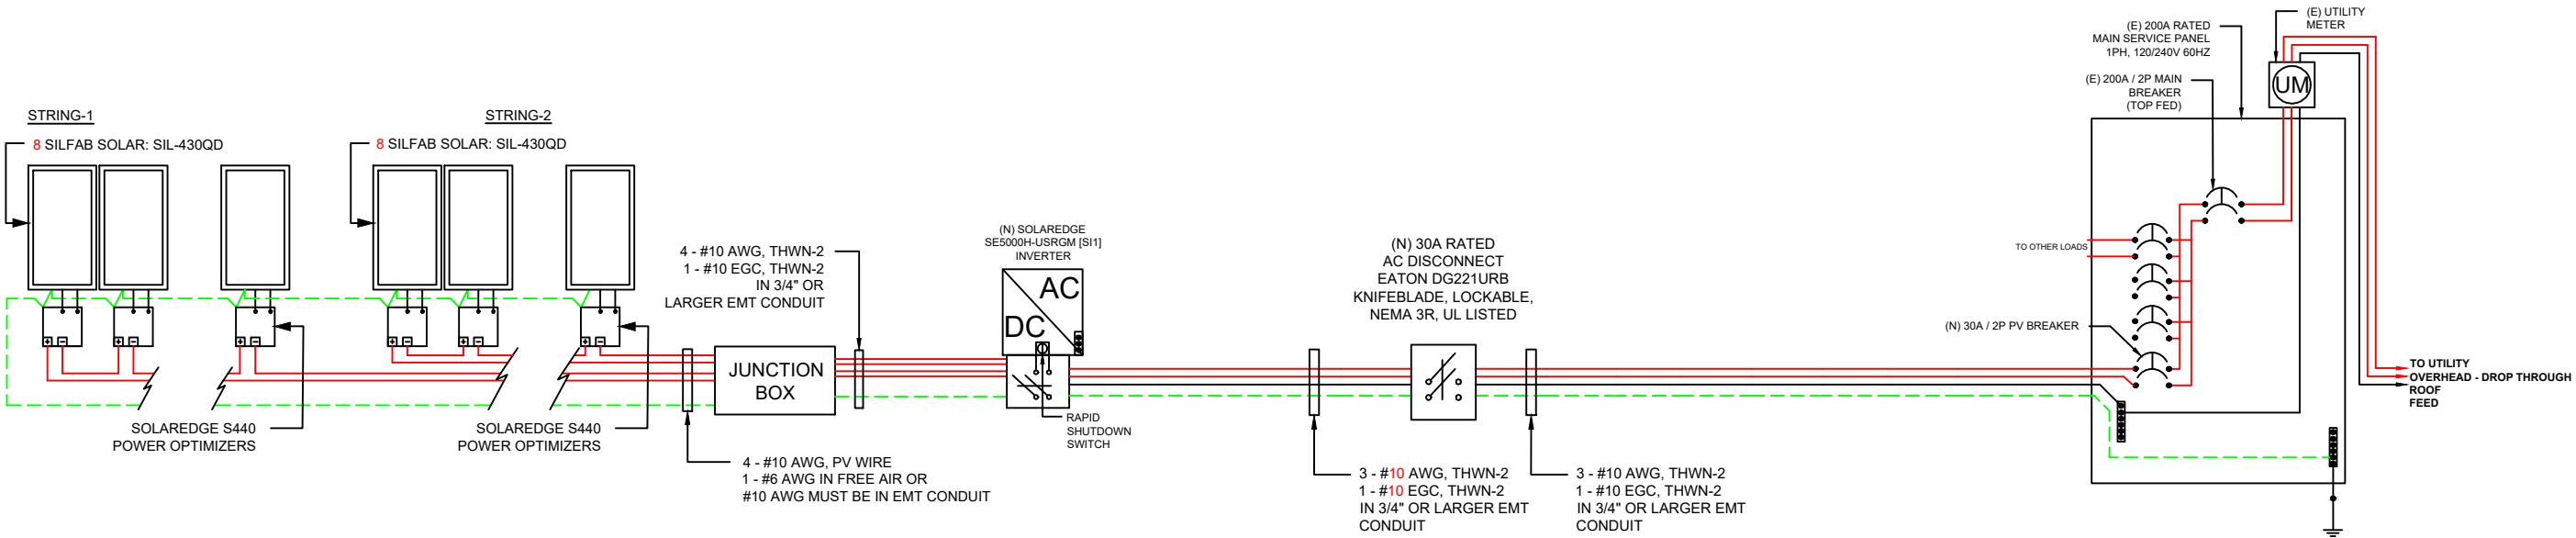 STRING-1
8 SILFAB SOLAR: SIL-430QD
STRING-2
8 SILFAB SOLAR: SIL-430QD
SOLAREDGE S440
POWER OPTIMIZERS
SOLAREDGE S440
POWER OPTIMIZERS
4 - #10 AWG, THWN-2
1 - #10 EGC, THWN-2
IN 3/4" OR
LARGER EMT CONDUIT
JUNCTION
BOX
4 - #10 AWG, PV WIRE
1 - #6 AWG IN FREE AIR OR
#10 AWG MUST BE IN EMT CONDUIT
(N) SOLAREDGE
SE5000H-USRGM [SI1]
INVERTER
AC
DC
RAPID
SHUTDOWN
SWITCH
(N) 30A RATED
AC DISCONNECT
EATON DG221URB
KNIFEBLADE, LOCKABLE,
NEMA 3R, UL LISTED
3 - #10 AWG, THWN-2
1 - #10 EGC, THWN-2
IN 3/4" OR LARGER EMT
CONDUIT
3 - #10 AWG, THWN-2
1 - #10 EGC, THWN-2
IN 3/4" OR LARGER EMT
CONDUIT
(E) UTILITY
METER
(E) 200A RATED
MAIN SERVICE PANEL
1PH, 120/240V 60HZ
(E) 200A / 2P MAIN
BREAKER
(TOP FED)
UM
TO OTHER LOADS
(N) 30A / 2P PV BREAKER
TO UTILITY
OVERHEAD - DROP THROUGH
ROOF
FEED